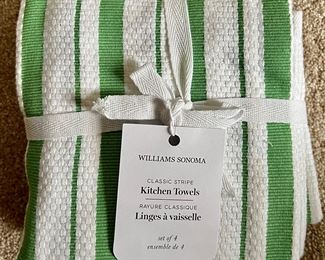 WILLIAMS SONOMA
CLASSIC STRIPE
Kitchen Towels
RAYURE CLASSIQUE
Linges à vaisselle
set of 4
ensemble de 4